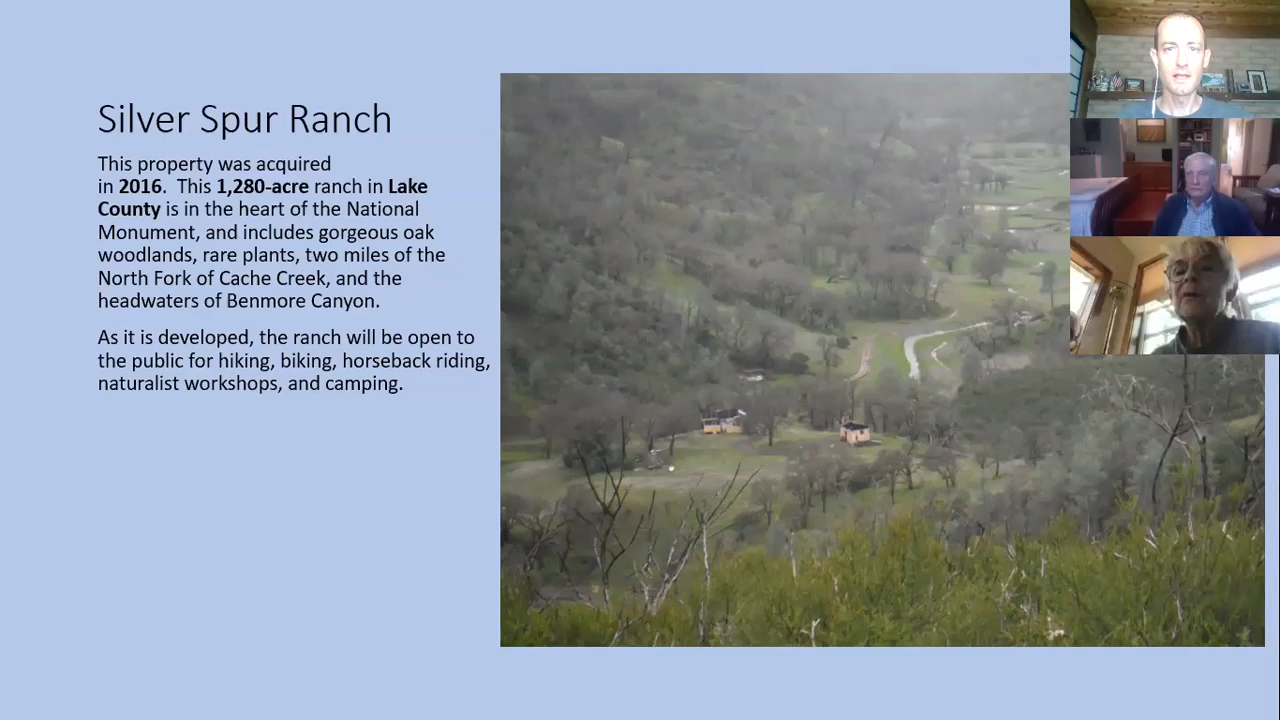 Silver Spur Ranch
This property was acquired
in 2016.  This 1,280-acre ranch in Lake
County is in the heart of the National
Monument, and includes gorgeous oak
woodlands, rare plants, two miles of the
North Fork of Cache Creek, and the
headwaters of Benmore Canyon.
As it is developed, the ranch will be open to
the public for hiking, biking, horseback riding,
naturalist workshops, and camping.